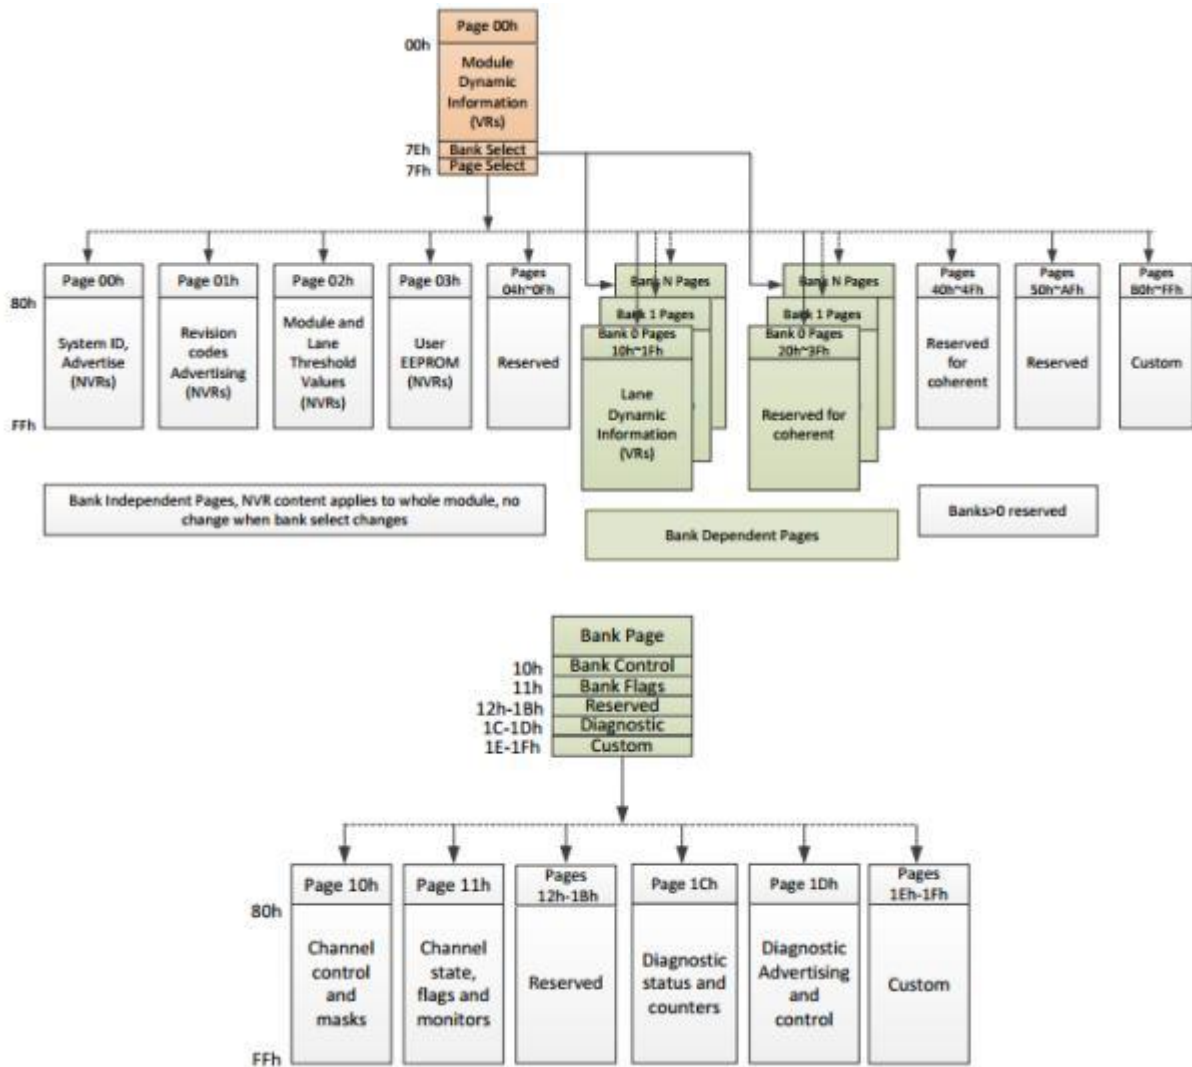 Page 00h
00h
Module
Dynamic
Information
(VRs)
7Eh
Bank Select
7Fh
Page Select
80h
FFh
Page 00h
System ID,
Advertise
(NVRs)
Page 01h
Revision
codes
Advertising
(NVRs)
Page 02h
Module and
Lane
Threshold
Values
(NVRs)
Page 03h
User
EEPROM
(NVRs)
Pages
04h~0Fh
Reserved
Bank N Pages
Bank 1 Pages
Bank 0 Pages
10h~1Fh
Lane
Dynamic
Information
(VRs)
Bank N Pages
Bank 1 Pages
Bank 0 Pages
20h~3Fh
Reserved for
coherent
Pages
40h~4Fh
Reserved
for
coherent
Pages
50h~AFh
Reserved
Pages
B0h~FFh
Custom
Bank Independent Pages, NVR content applies to whole module, no
change when bank select changes
Bank Dependent Pages
Banks>0 reserved
Bank Page
10h
Bank Control
11h
Bank Flags
12h-1Bh
Reserved
1C-1Dh
Diagnostic
1E-1Fh
Custom
80h
FFh
Page 10h
Channel
control
and
masks
Page 11h
Channel
state,
flags and
monitors
Pages
12h-1Bh
Reserved
Page 1Ch
Diagnostic
status and
counters
Page 1Dh
Diagnostic
Advertising
and
control
Pages
1Eh-1Fh
Custom